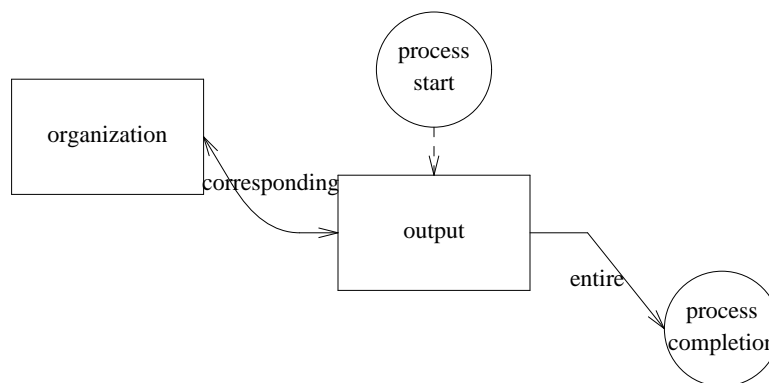 process
start
organization
corresponding
output
entire
process
completion